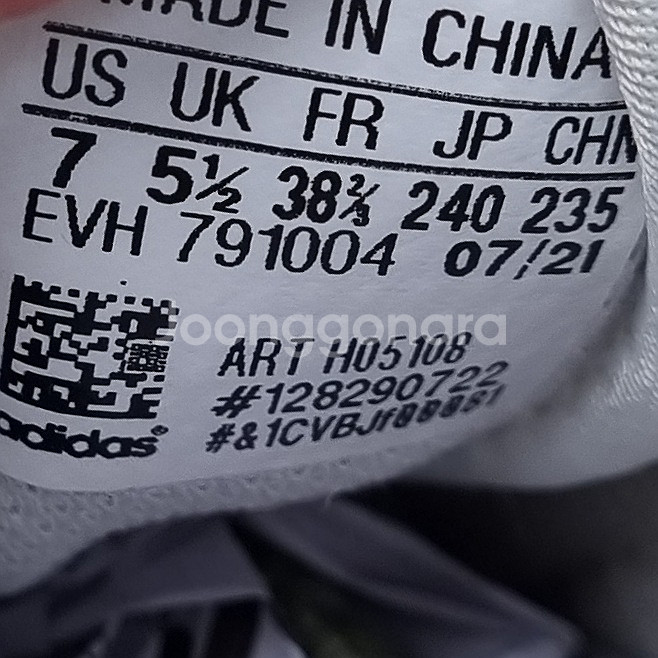 MADE IN CHINA
US UK FR JP CHN
7 5½ 38⅔ 240 235
EVH 791004 07/21
joonggonara
ART H05108
#128290722
adidas®